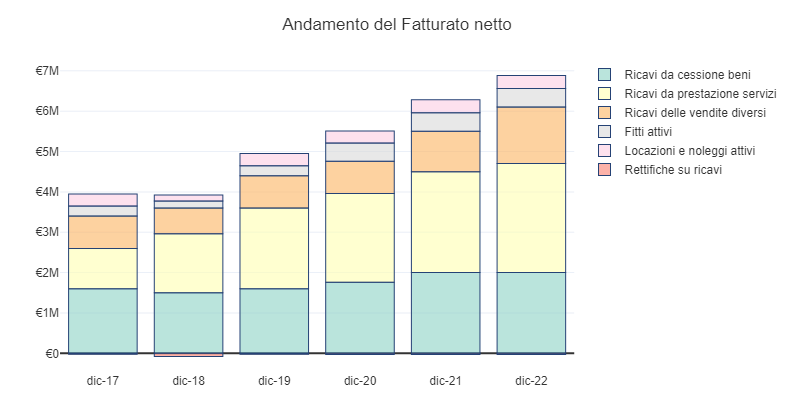 Andamento del Fatturato netto
€7M
€6M
€5M
€4M
€3M
€2M
€1M
€0
dic-17
dic-18
dic-19
dic-20
dic-21
dic-22
Ricavi da cessione beni
Ricavi da prestazione servizi
Ricavi delle vendite diversi
Fitti attivi
Locazioni e noleggi attivi
Rettifiche su ricavi